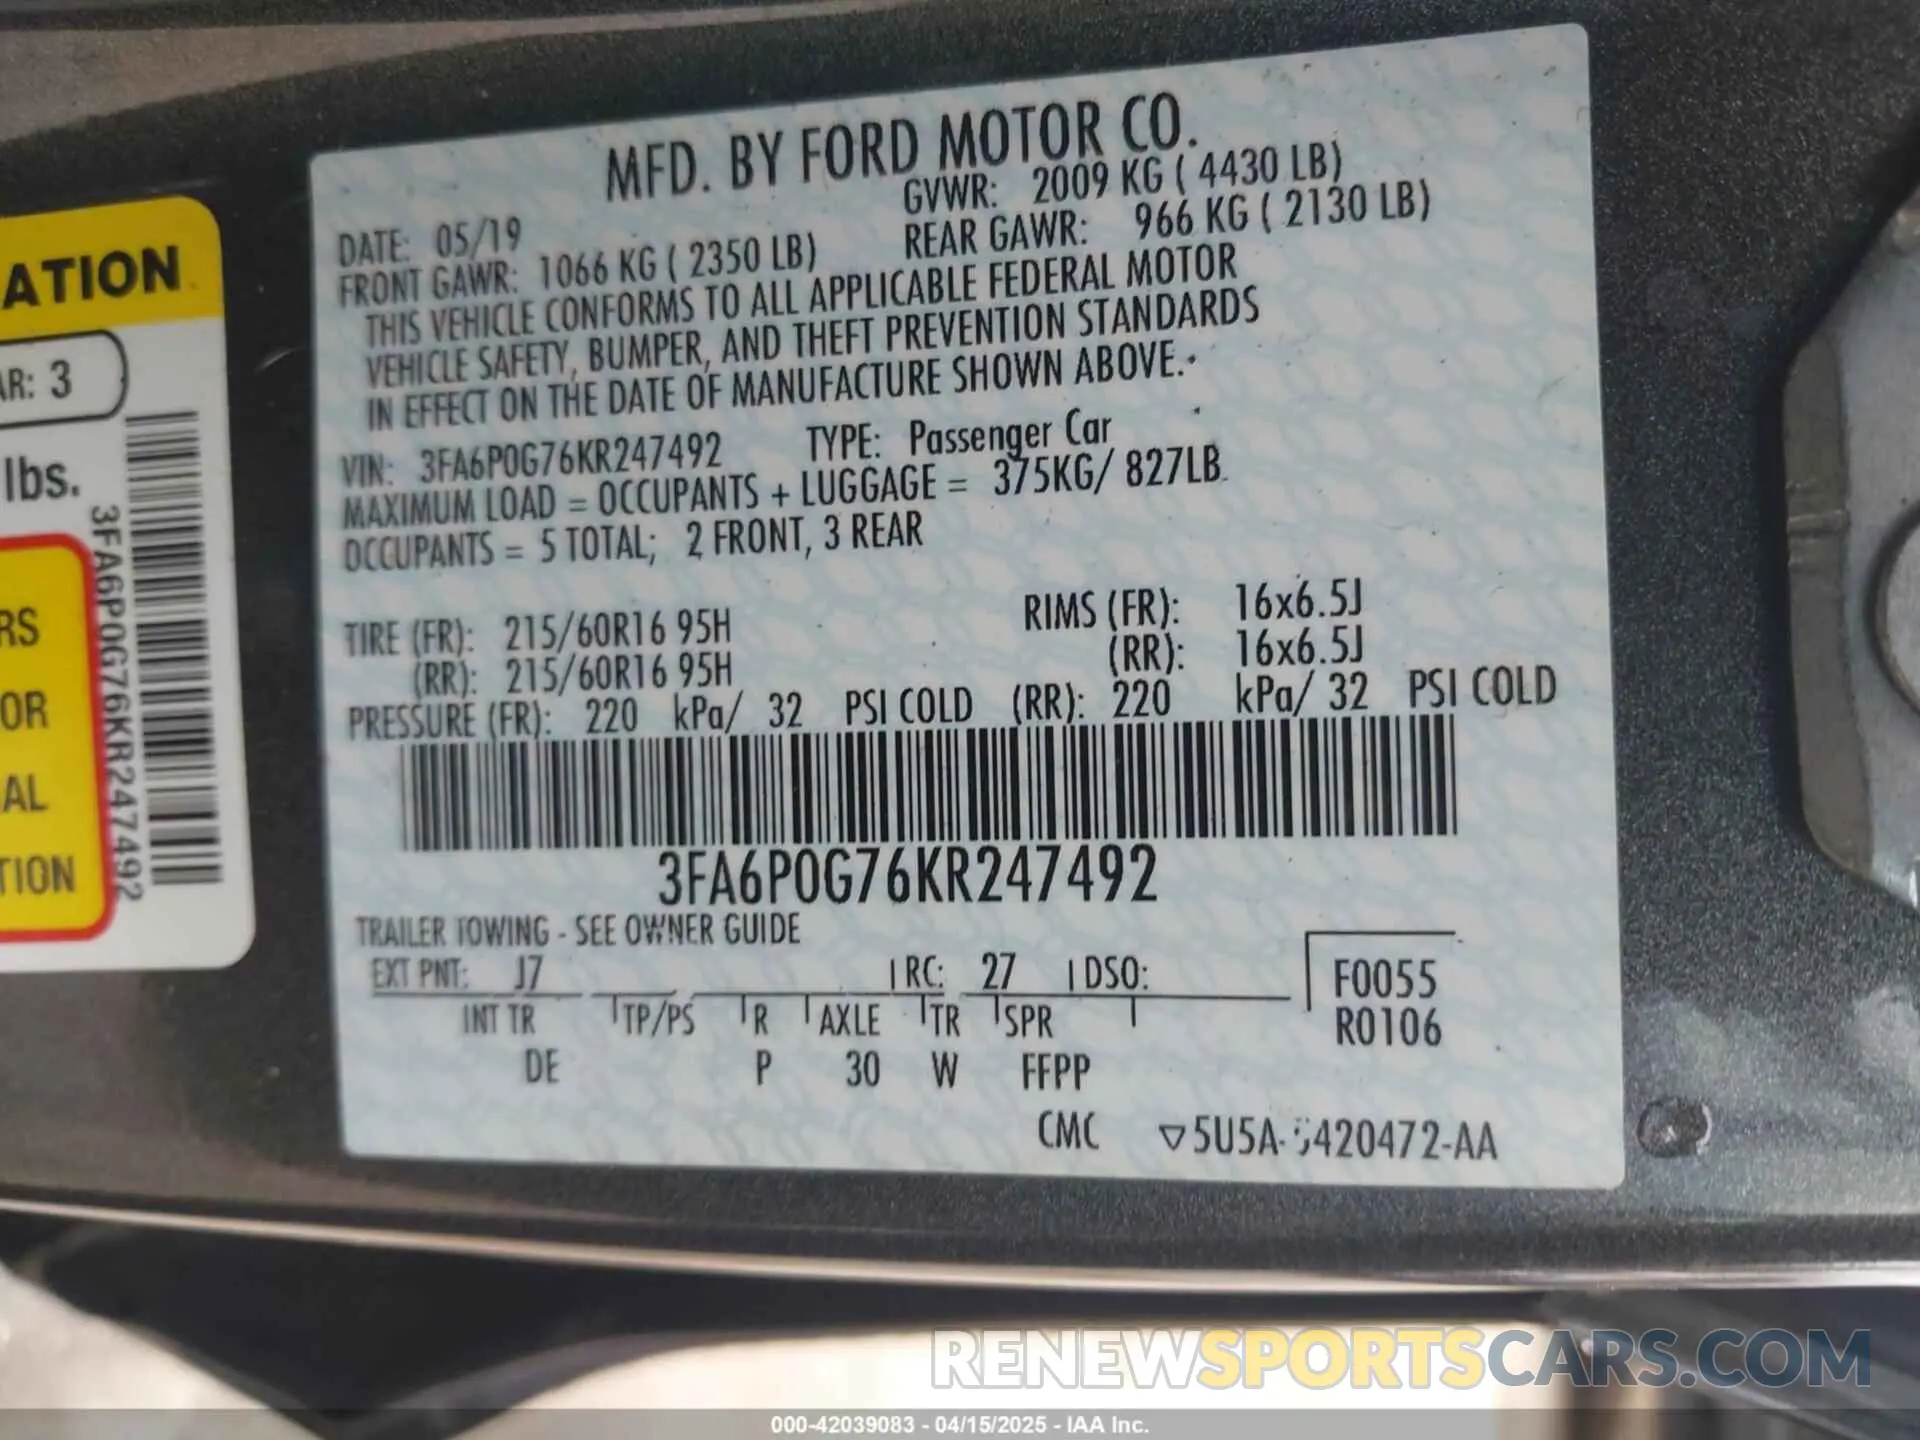 MFD. BY FORD MOTOR CO.
DATE: 05/19 GVWR: 2009 KG ( 4430 LB)
FRONT GAWR: 1066 KG ( 2350 LB) REAR GAWR: 966 KG ( 2130 LB)
THIS VEHICLE CONFORMS TO ALL APPLICABLE FEDERAL MOTOR
VEHICLE SAFETY, BUMPER, AND THEFT PREVENTION STANDARDS
IN EFFECT ON THE DATE OF MANUFACTURE SHOWN ABOVE.
VIN: 3FA6P0G76KR247492 TYPE: Passenger Car
MAXIMUM LOAD = OCCUPANTS + LUGGAGE = 375KG/ 827LB
OCCUPANTS = 5 TOTAL; 2 FRONT, 3 REAR
TIRE (FR): 215/60R16 95H RIMS (FR): 16x6.5J
(RR): 215/60R16 95H (RR): 16x6.5J
PRESSURE (FR): 220 kPa/ 32 PSI COLD (RR): 220 kPa/ 32 PSI COLD
3FA6P0G76KR247492
TRAILER TOWING - SEE OWNER GUIDE
EXT PNT: J7 RC: 27 DSO: F0055
INT TR TP/PS R AXLE TR SPR R0106
DE P 30 W FFPP
CMC ▽5U5A-5420472-AA
ATION
AR: 3
lbs.
RS
OR
AL
TION
3FA6P0G76KR247492
RENEWSPORTSCARS.COM
000-42039083 - 04/15/2025 - IAA Inc.